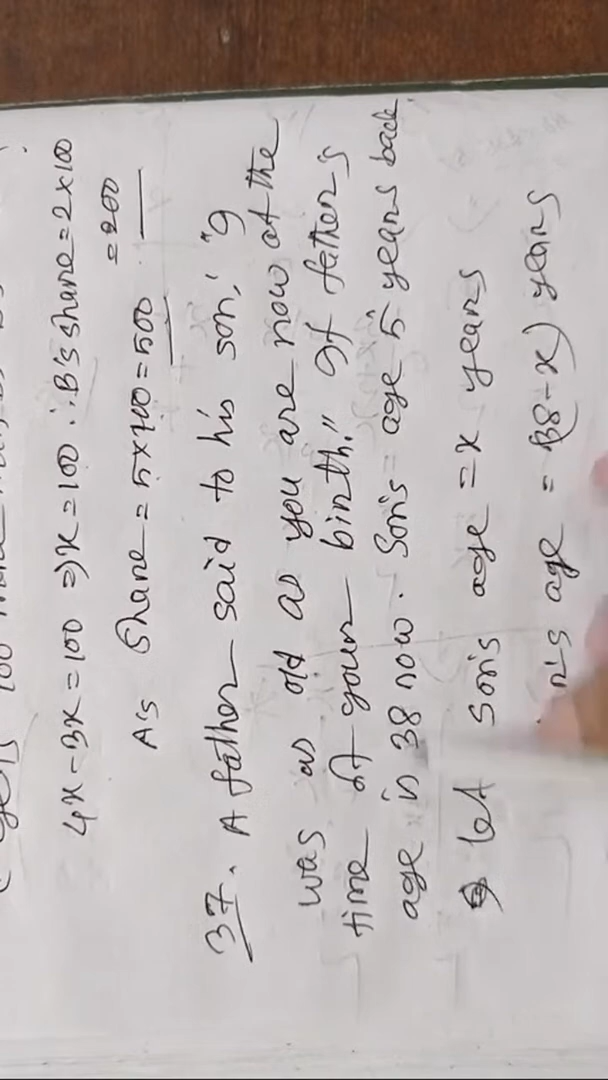 4x-3x=100 ⇒x=100 ∴B's share=2×100
=200
A's share=5×100=500
37. A father said to his son, "I
was as old as you are now at the
time of your birth." If father's
age is 38 now. Son's age 5 years back
let son's age =x years
n's age = (38-x) years